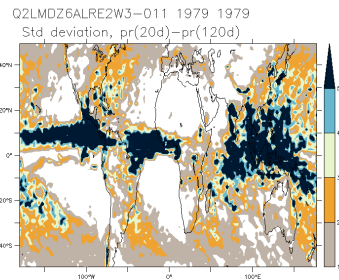 Q2LMDZ6ALRE2W3-011 1979 1979
Std deviation, pr(20d)-pr(120d)
40°N
20°N
0°
20°S
40°S
100°W
0°
100°E
5
4
3
2
1